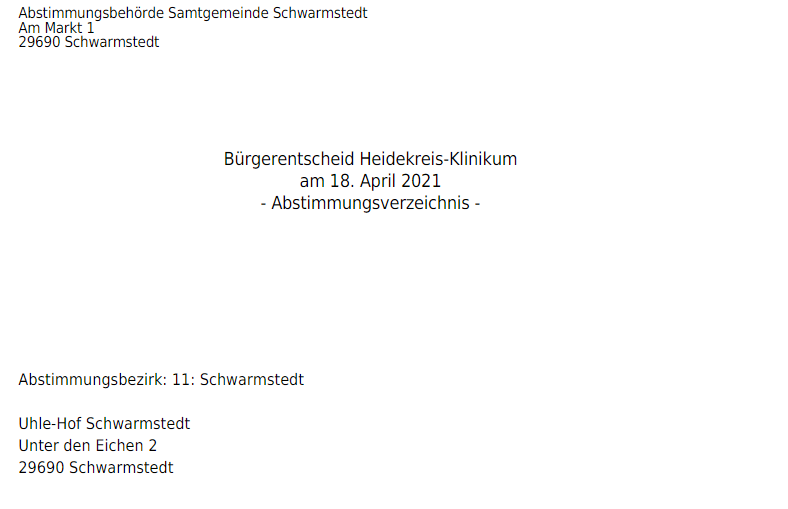 Abstimmungsbehörde Samtgemeinde Schwarmstedt
Am Markt 1
29690 Schwarmstedt
Bürgerentscheid Heidekreis-Klinikum
am 18. April 2021
- Abstimmungsverzeichnis -
Abstimmungsbezirk: 11: Schwarmstedt
Uhle-Hof Schwarmstedt
Unter den Eichen 2
29690 Schwarmstedt